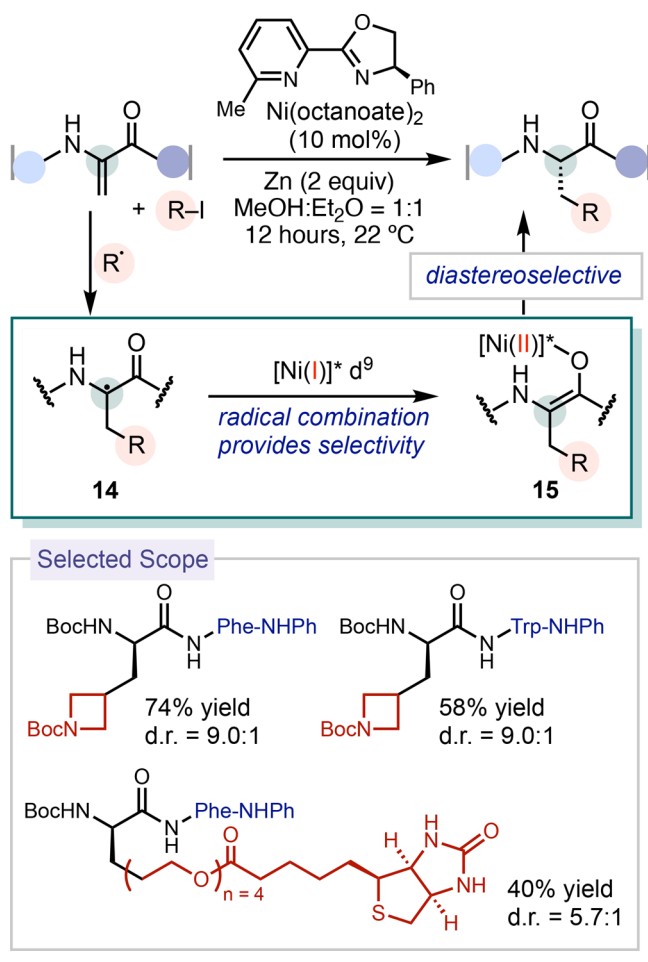 O
N
N
Me
Ph
Ni(octanoate)₂
(10 mol%)
H
N
O
+ R–I
Zn (2 equiv)
MeOH:Et₂O = 1:1
12 hours, 22 ºC
H
N
O
R
R•
diastereoselective
H
N
O
•
R
14
[Ni(I)]* d⁹
radical combination
provides selectivity
[Ni(II)]*
O
H
N
R
15
Selected Scope
BocHN
O
N
H
Phe-NHPh
BocN
74% yield
d.r. = 9.0:1
BocHN
O
N
H
Trp-NHPh
BocN
58% yield
d.r. = 9.0:1
BocHN
O
N
H
Phe-NHPh
O
n = 4
O
H
H
N
O
NH
S
H
40% yield
d.r. = 5.7:1